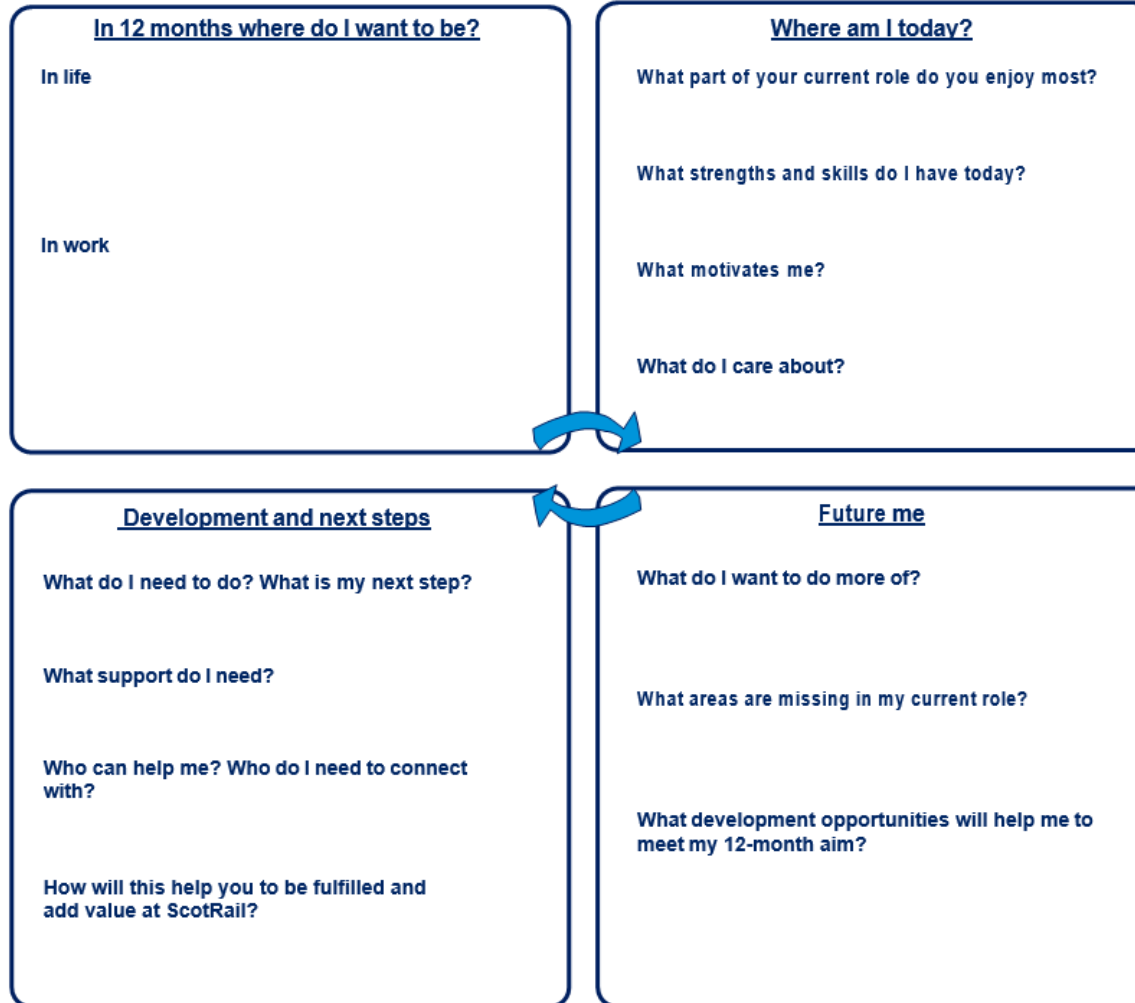 In 12 months where do I want to be?
In life
In work
Where am I today?
What part of your current role do you enjoy most?
What strengths and skills do I have today?
What motivates me?
What do I care about?
Development and next steps
What do I need to do? What is my next step?
What support do I need?
Who can help me? Who do I need to connect
with?
How will this help you to be fulfilled and
add value at ScotRail?
Future me
What do I want to do more of?
What areas are missing in my current role?
What development opportunities will help me to
meet my 12-month aim?